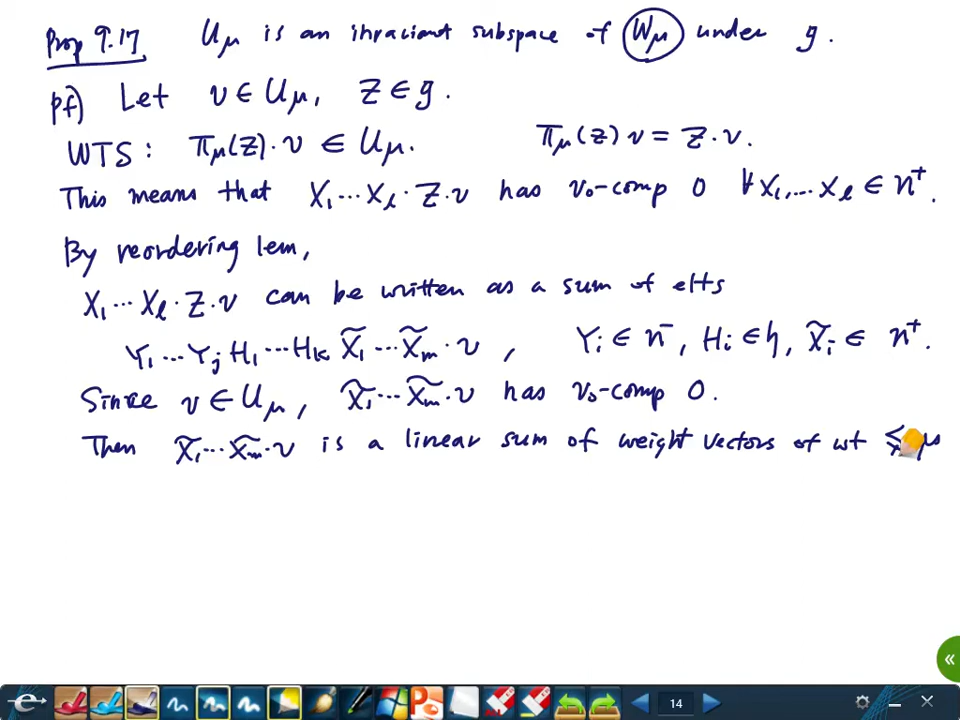 Prop 9.17 Uμ is an invariant subspace of Wμ under g.
pf) Let v ∈ Uμ, Z ∈ g.
WTS: πμ(Z)·v ∈ Uμ. πμ(Z)v = Z·v.
This means that X₁···Xₗ·Z·v has v₀-comp 0 ∀X₁,...Xₗ ∈ n⁺.
By reordering lem,
X₁···Xₗ·Z·v can be written as a sum of elts
Y₁...Yⱼ H₁···Hₖ X̃₁···X̃ₘ·v, Yᵢ ∈ n⁻, Hᵢ ∈ h, X̃ᵢ ∈ n⁺.
Since v ∈ Uμ, X̃₁···X̃ₘ·v has v₀-comp 0.
Then X̃₁···X̃ₘ·v is a linear sum of weight vectors of wt
14